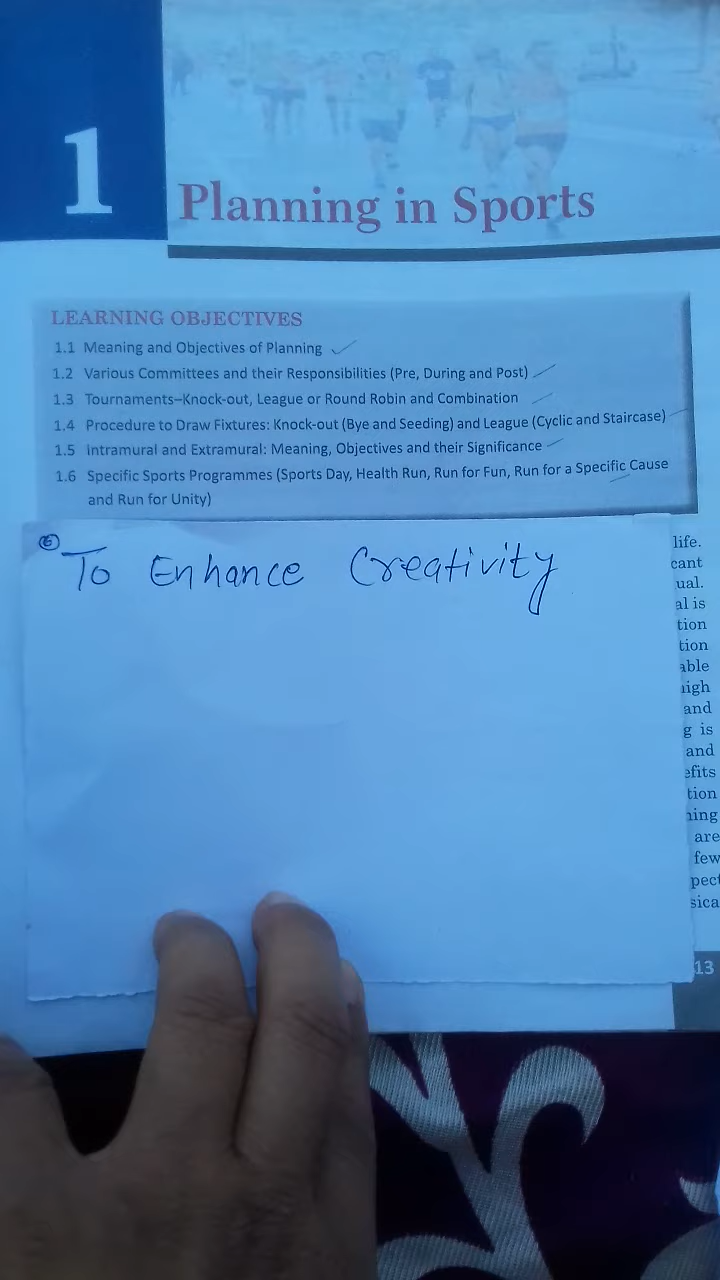 1
Planning in Sports
LEARNING OBJECTIVES
1.1 Meaning and Objectives of Planning
1.2 Various Committees and their Responsibilities (Pre, During and Post)
1.3 Tournaments–Knock-out, League or Round Robin and Combination
1.4 Procedure to Draw Fixtures: Knock-out (Bye and Seeding) and League (Cyclic and Staircase)
1.5 Intramural and Extramural: Meaning, Objectives and their Significance
1.6 Specific Sports Programmes (Sports Day, Health Run, Run for Fun, Run for a Specific Cause
and Run for Unity)
To Enhance Creativity
life.
cant
ual.
al is
tion
tion
able
high
and
g is
and
efits
tion
ning
are
few
pect
sica
13